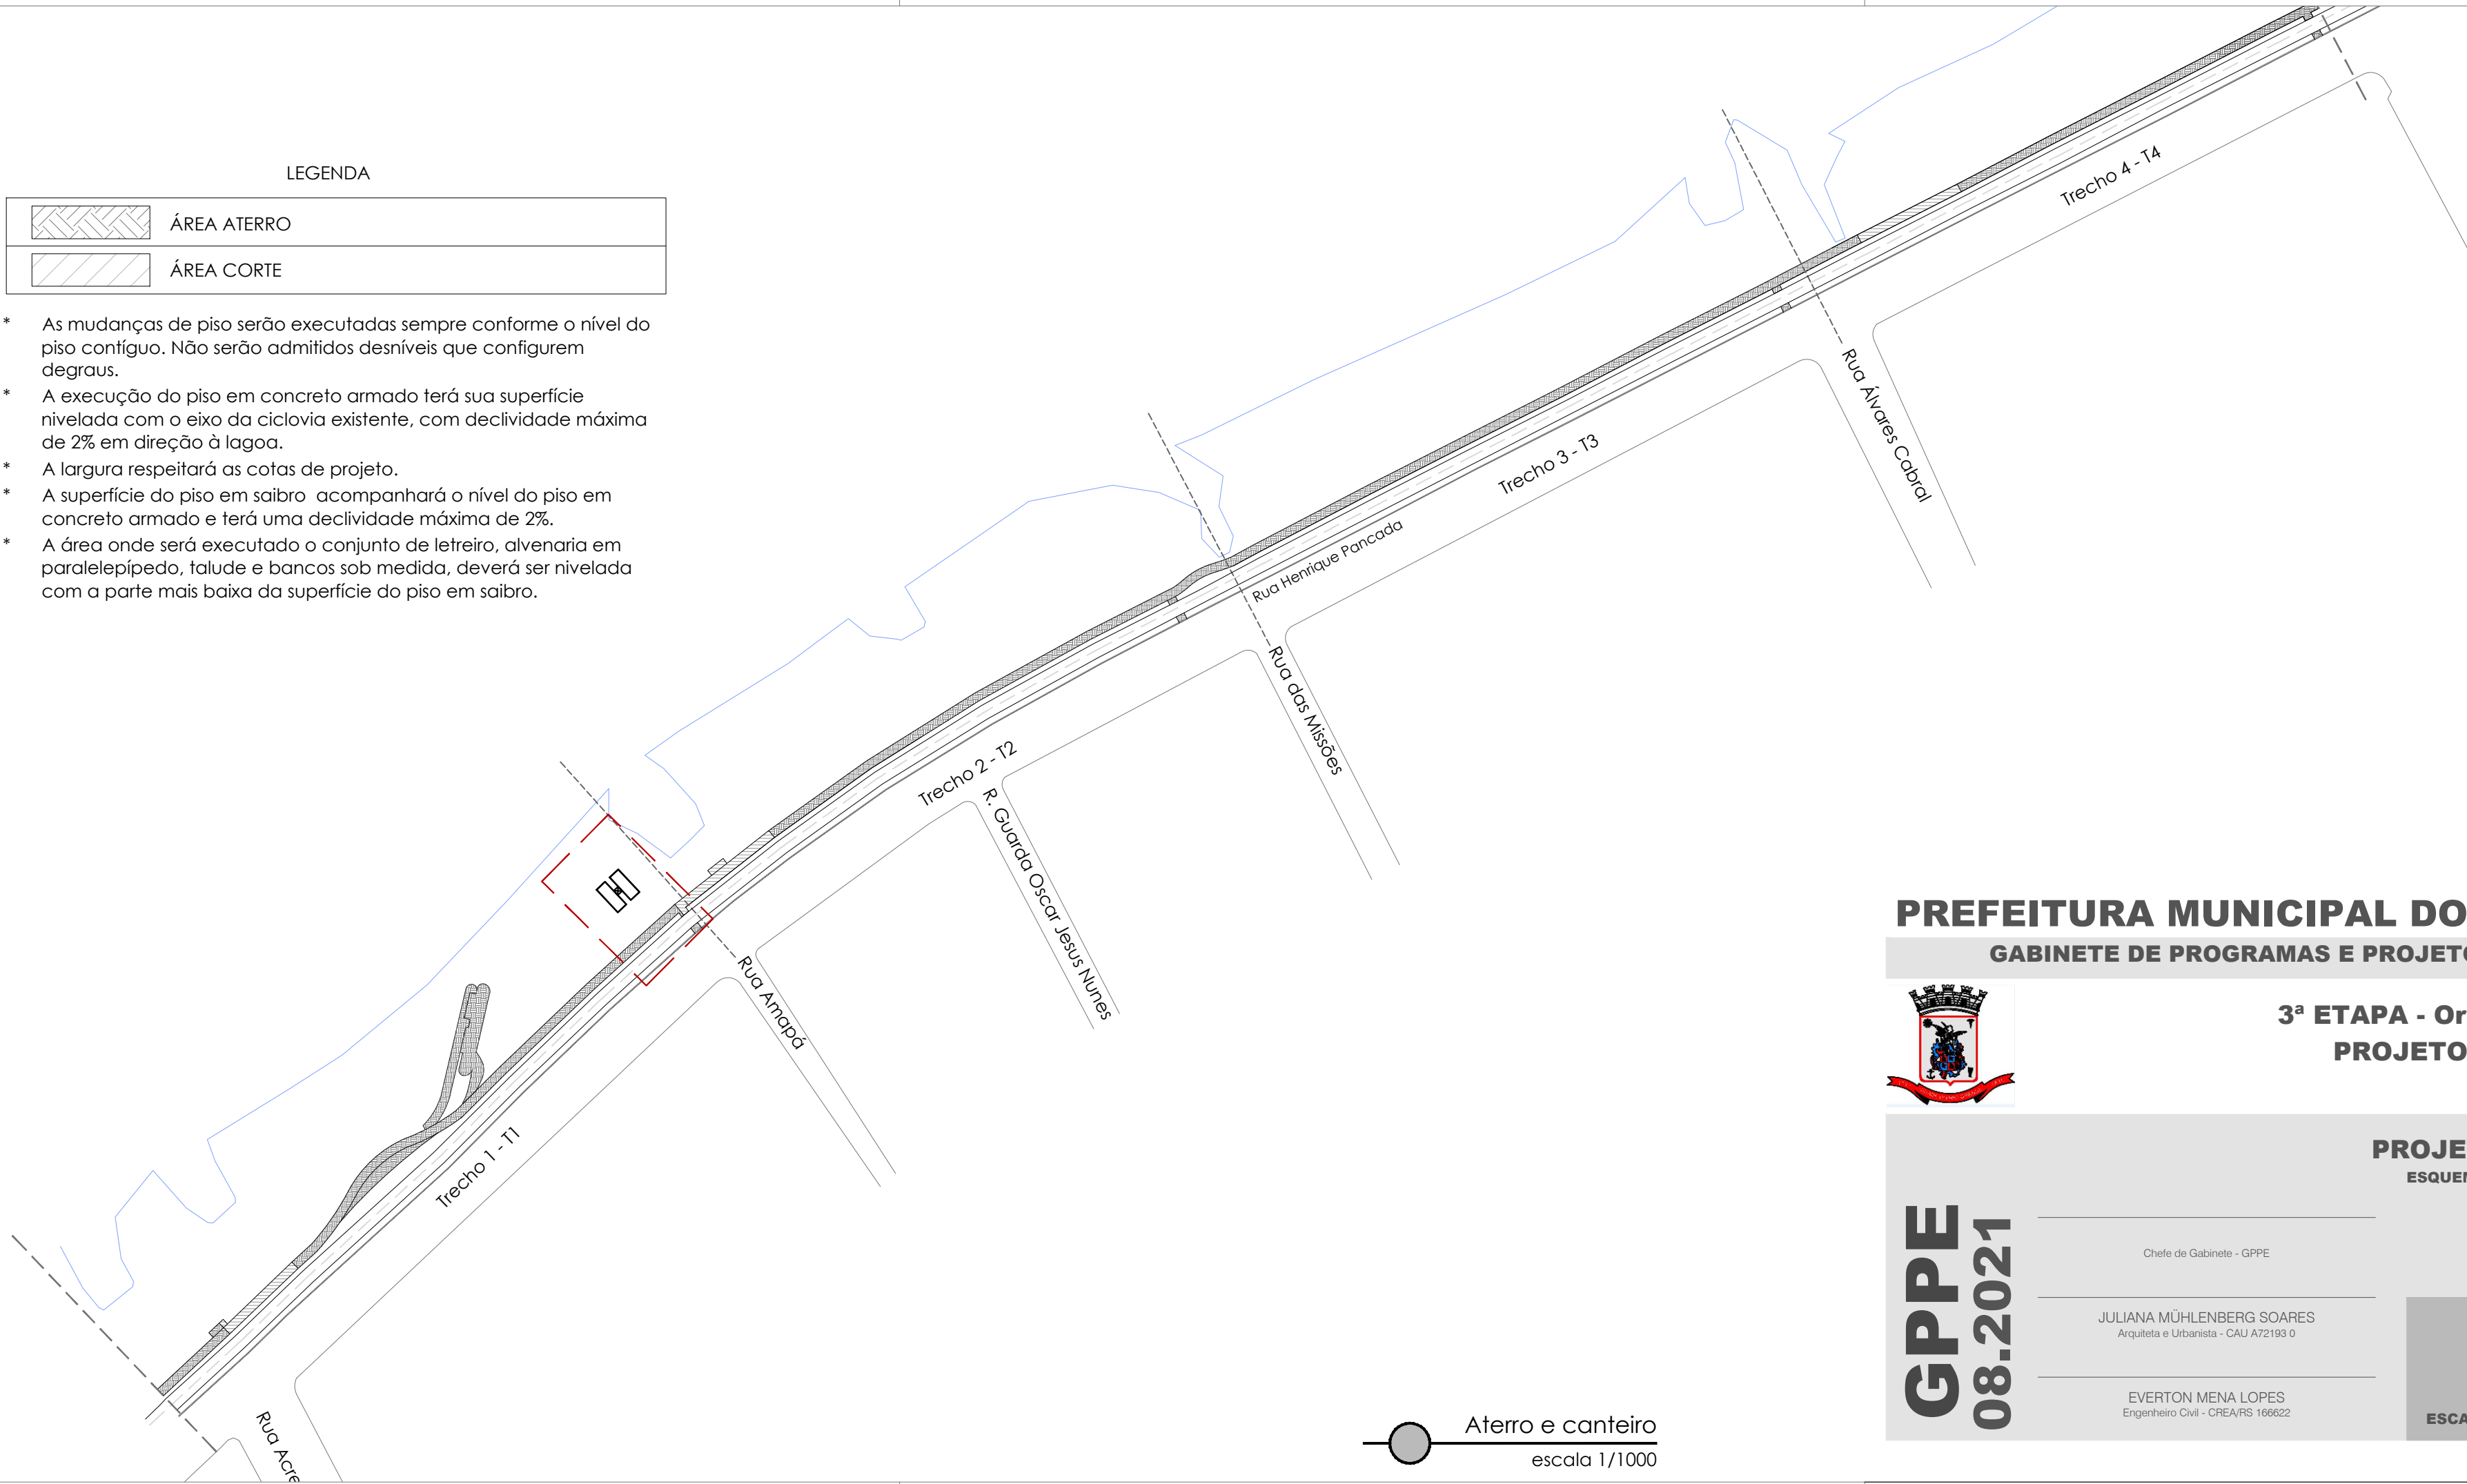 LEGENDA
ÁREA ATERRO
ÁREA CORTE
* As mudanças de piso serão executadas sempre conforme o nível do
piso contíguo. Não serão admitidos desníveis que configurem
degraus.
* A execução do piso em concreto armado terá sua superfície
nivelada com o eixo da ciclovia existente, com declividade máxima
de 2% em direção à lagoa.
* A largura respeitará as cotas de projeto.
* A superfície do piso em saibro acompanhará o nível do piso em
concreto armado e terá uma declividade máxima de 2%.
* A área onde será executado o conjunto de letreiro, alvenaria em
paralelepípedo, talude e bancos sob medida, deverá ser nivelada
com a parte mais baixa da superfície do piso em saibro.
Trecho 4 - T4
Rua Álvares Cabral
Trecho 3 - T3
Rua Henrique Pancada
Rua das Missões
Trecho 2 - T2
R. Guarda Oscar Jesus Nunes
Rua Amapá
Trecho 1 - T1
Rua Acre
Aterro e canteiro
escala 1/1000
PREFEITURA MUNICIPAL DO
GABINETE DE PROGRAMAS E PROJET
3ª ETAPA - Or
PROJETO
PROJE
ESQUE
GPPE
08.2021
Chefe de Gabinete - GPPE
JULIANA MÜHLENBERG SOARES
Arquiteta e Urbanista - CAU A72193 0
EVERTON MENA LOPES
Engenheiro Civil - CREA/RS 166622
ESCA